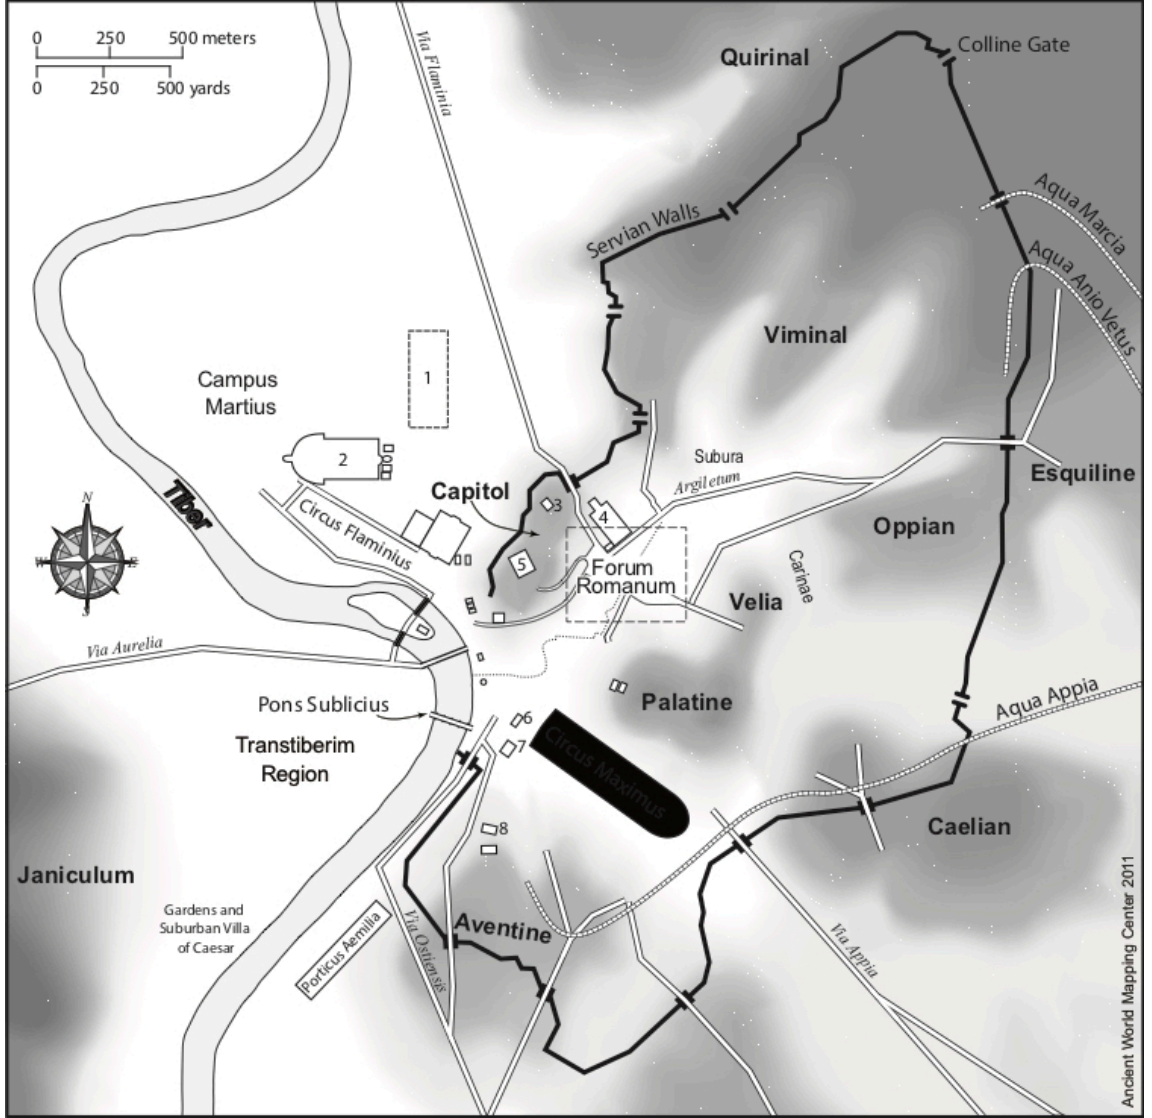 0 250 500 meters
0 250 500 yards
Via Flaminia
Quirinal
Colline Gate
Aqua Marcia
Servian Walls
Aqua Anio Vetus
Viminal
Campus
Martius
1
2
Subura
Argiletum
Esquiline
Capitol
3
4
Tiber
Circus Flaminius
Oppian
N
W
E
S
5
Forum
Romanum
Carinae
Velia
Via Aurelia
Pons Sublicius
Palatine
Aqua Appia
6
7
Circus Maximus
Transtiberim
Region
8
Caelian
Janiculum
Gardens and
Suburban Villa
of Caesar
Aventine
Porticus Aemilia
Via Ostiensis
Via Appia
Ancient World Mapping Center 2011